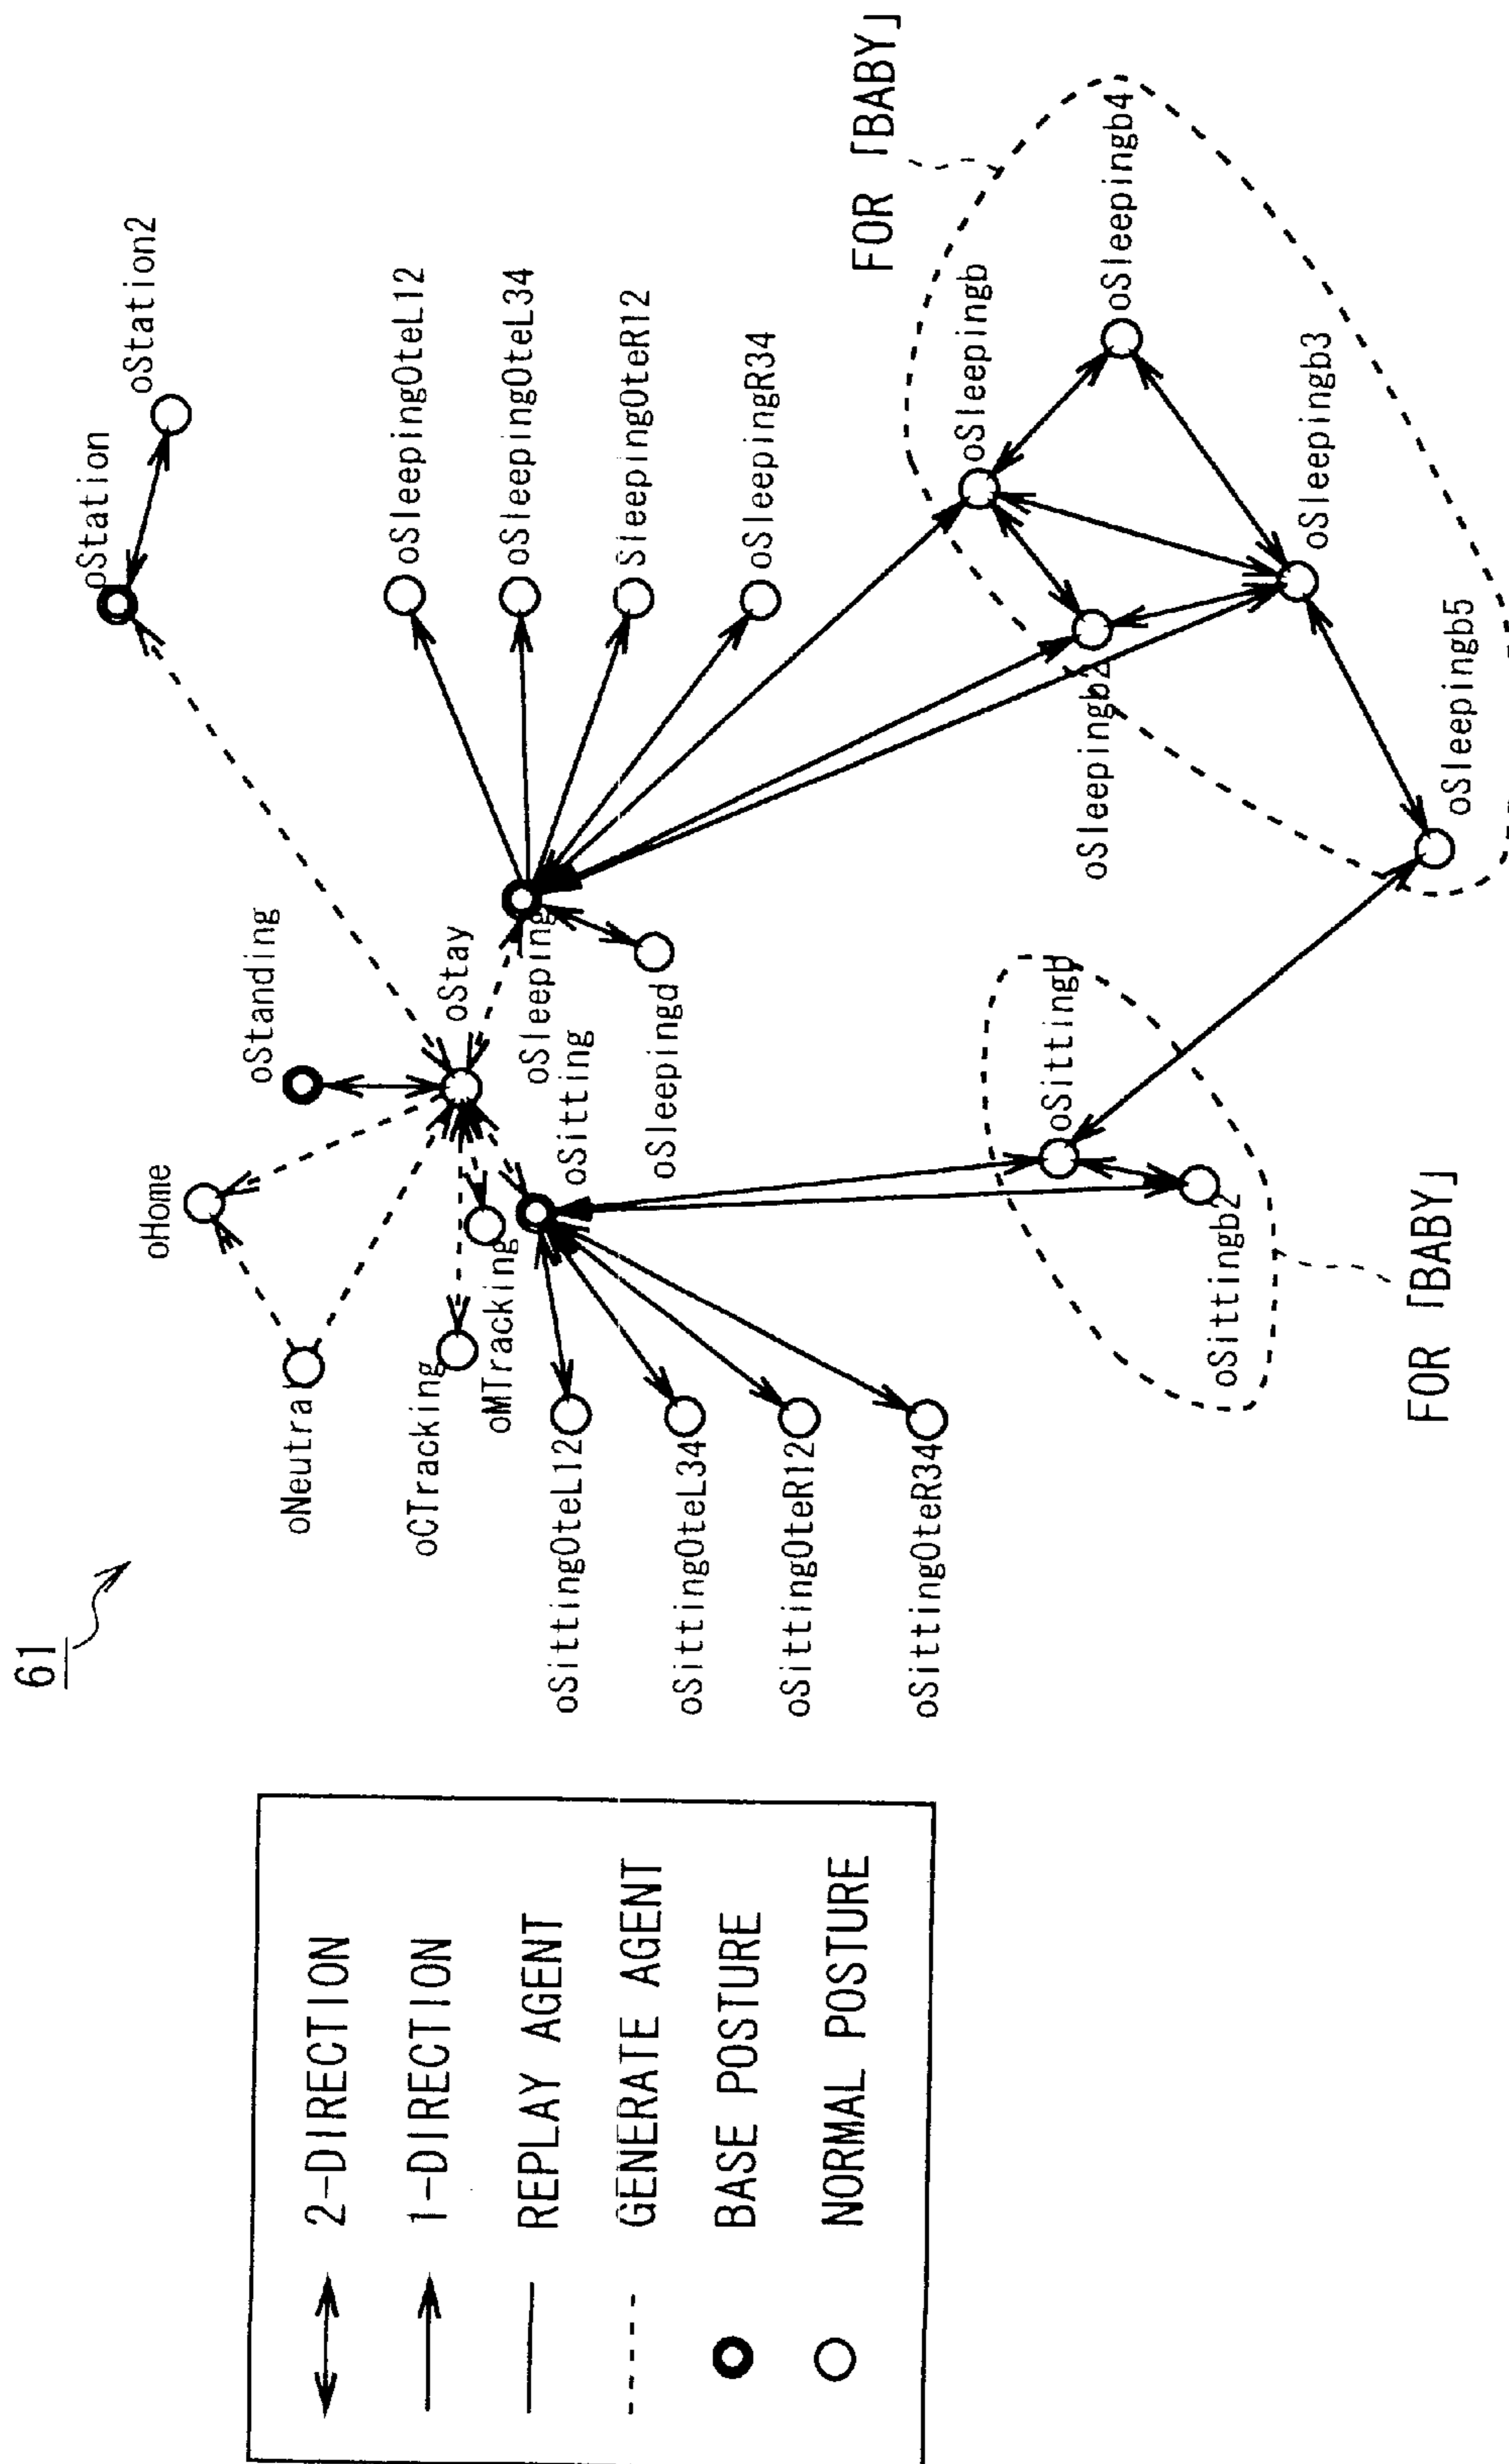 61
2-DIRECTION
1-DIRECTION
REPLAY AGENT
GENERATE AGENT
BASE POSTURE
NORMAL POSTURE
oStation
oStation2
oStanding
oHome
oNeutral
oStay
oCTracking
oMTracking
oSleeping
oSitting
oSleepingd
oSleepingOteL12
oSleepingOteL34
SleepingOteR12
oSleepingR34
oSittingOteL12
oSittingOteL34
oSittingOteR12
oSittingOteR34
FOR 「BABY」
oSleepingb
oSleepingb4
oSleepingb2
oSleepingb3
oSleepingb5
oSittingb
oSittingb2
FOR 「BABY」